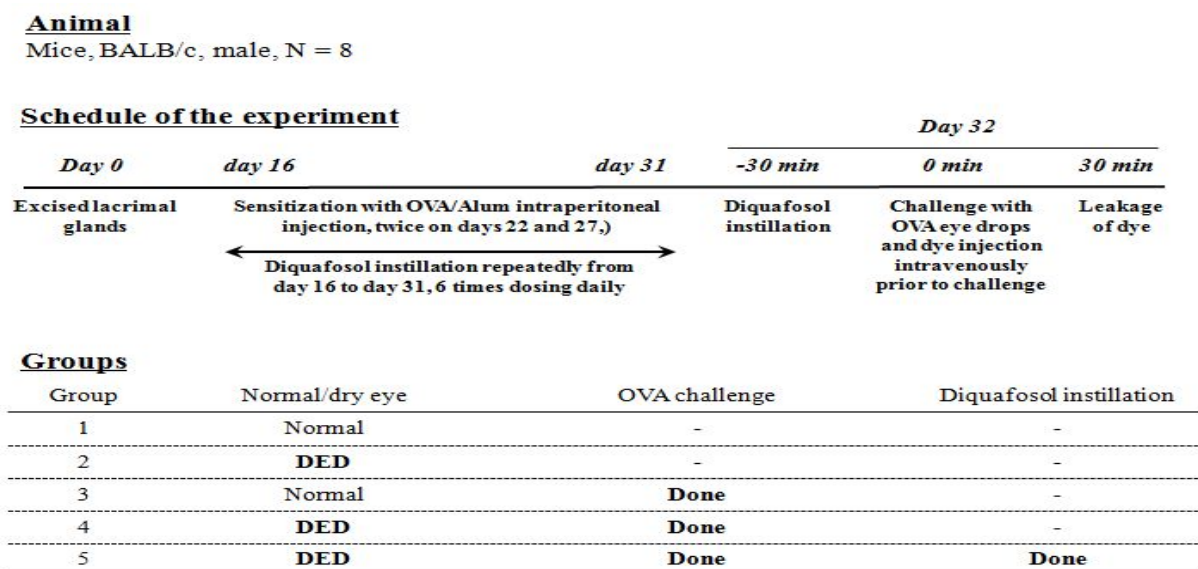 Animal
Mice, BALB/c, male, N = 8
Schedule of the experiment
Day 32
Day 0 day 16 day 31 -30 min 0 min 30 min
Excised lacrimal
glands
Sensitization with OVA/Alum intraperitoneal
injection, twice on days 22 and 27,)
Diquafosol instillation repeatedly from
day 16 to day 31, 6 times dosing daily
Diquafosol
instillation
Challenge with
OVA eye drops
and dye injection
intravenously
prior to challenge
Leakage
of dye
Groups
Group Normal/dry eye OVA challenge Diquafosol instillation
1 Normal - -
2 DED - -
3 Normal Done -
4 DED Done -
5 DED Done Done